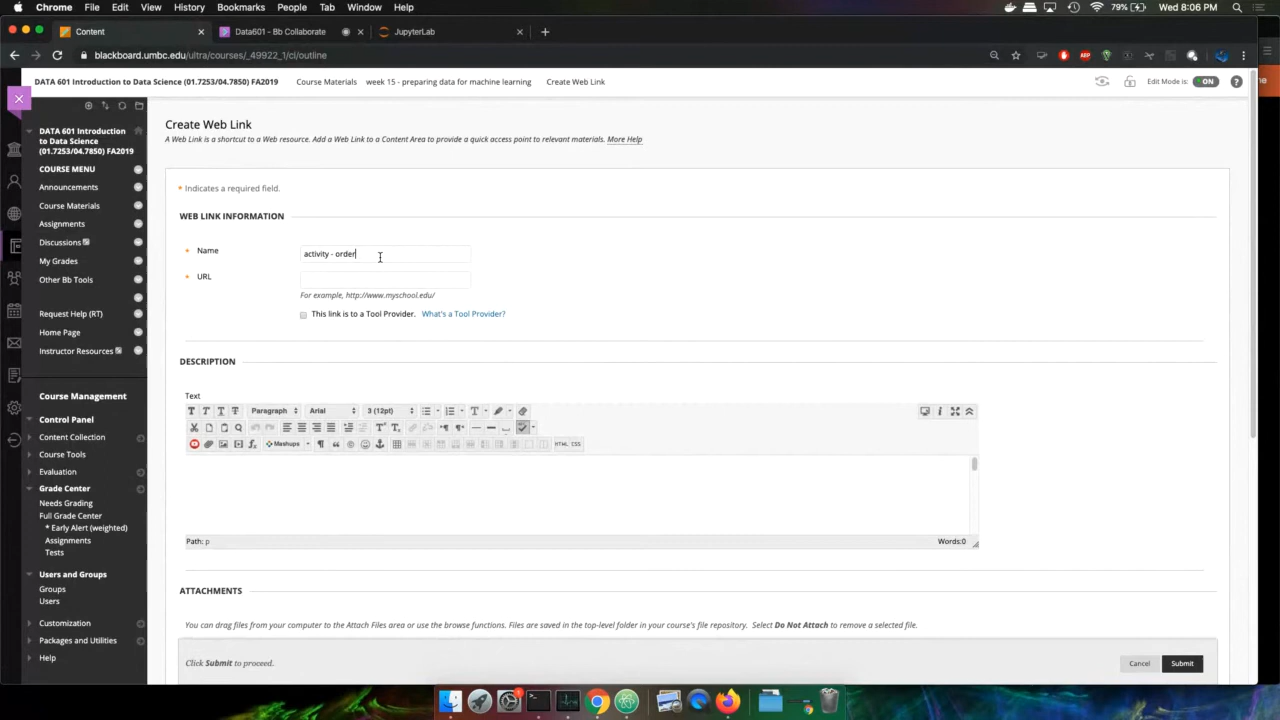 Chrome File Edit View History Bookmarks People Tab Window Help 79% Wed 8:06 PM
Content Data601 - Bb Collaborate JupyterLab
blackboard.umbc.edu/ultra/courses/_49922_1/cl/outline
DATA 601 Introduction to Data Science (01.7253/04.7850) FA2019 Course Materials week 15 - preparing data for machine learning Create Web Link Edit Mode is: ON
DATA 601 Introduction
to Data Science
(01.7253/04.7850) FA2019
COURSE MENU
Announcements
Course Materials
Assignments
Discussions
My Grades
Other Bb Tools
Request Help (RT)
Home Page
Instructor Resources
Course Management
Control Panel
Content Collection
Course Tools
Evaluation
Grade Center
Needs Grading
Full Grade Center
* Early Alert (weighted)
Assignments
Tests
Users and Groups
Groups
Users
Customization
Packages and Utilities
Help
Create Web Link
A Web Link is a shortcut to a Web resource. Add a Web Link to a Content Area to provide a quick access point to relevant materials. More Help
* Indicates a required field.
WEB LINK INFORMATION
* Name activity - order
* URL
For example, http://www.myschool.edu/
This link is to a Tool Provider. What's a Tool Provider?
DESCRIPTION
Text
T T T T Paragraph Arial 3 (12pt)
Mashups HTML CSS
Path: p Words:0
ATTACHMENTS
You can drag files from your computer to the Attach Files area or use the browse functions. Files are saved in the top-level folder in your course's file repository. Select Do Not Attach to remove a selected file.
Click Submit to proceed. Cancel Submit